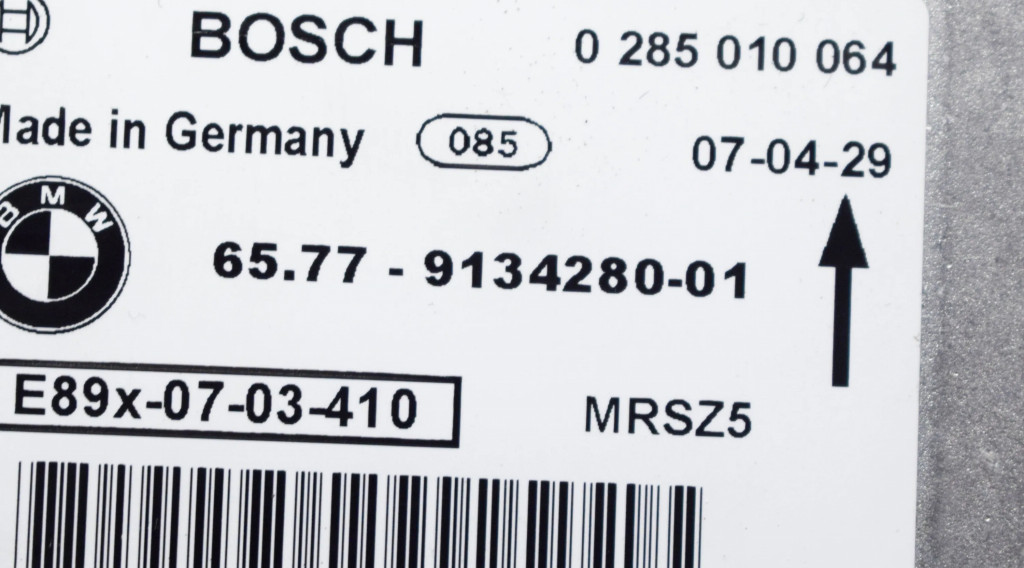 BOSCH 0 285 010 064
Made in Germany 085 07-04-29
BMW
65.77 - 9134280-01
E89x-07-03-410 MRSZ5